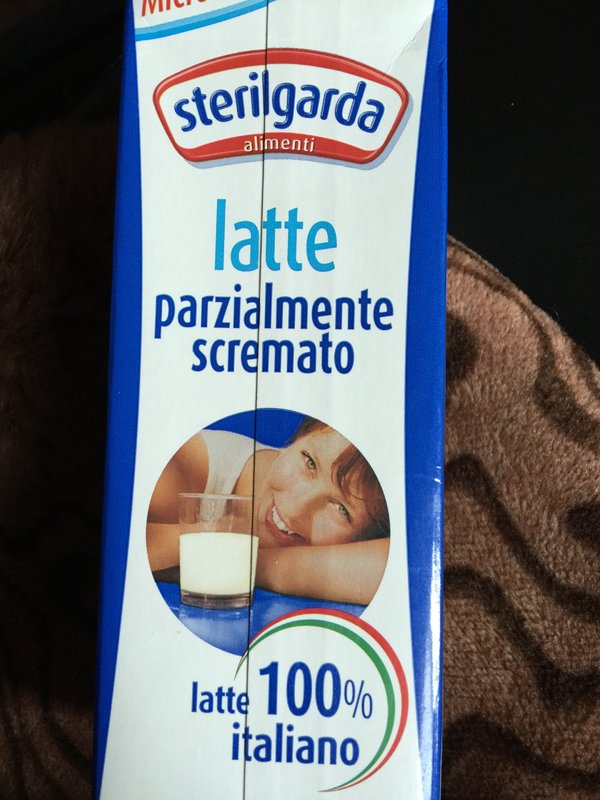 sterilgarda
alimenti
latte
parzialmente
scremato
latte 100%
italiano